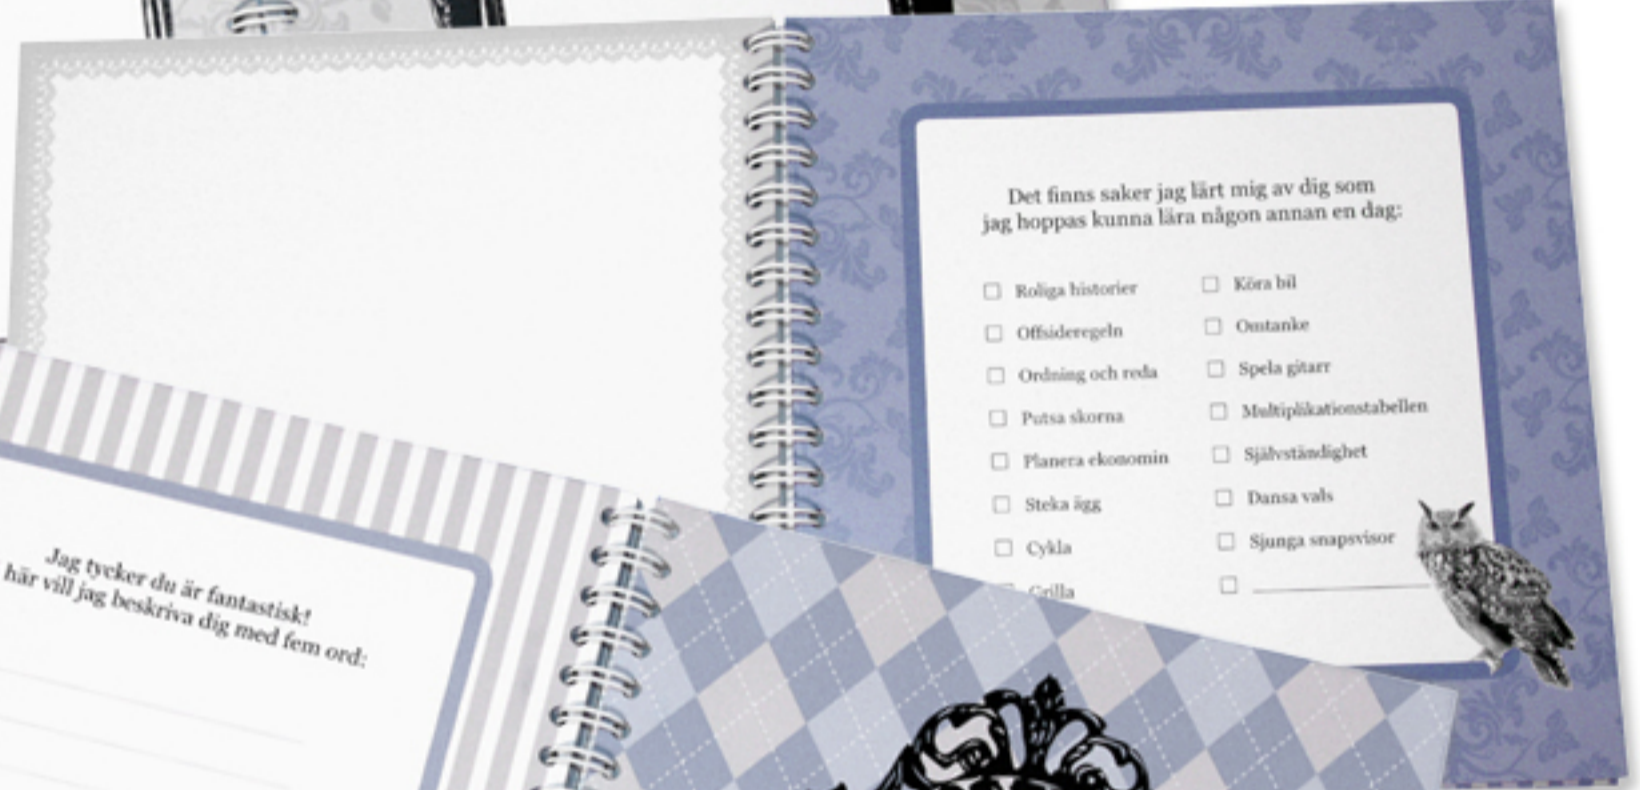 Det finns saker jag lärt mig av dig som
jag hoppas kunna lära någon annan en dag:
Roliga historier
Offsideregeln
Ordning och reda
Putsa skorna
Planera ekonomin
Steka ägg
Cykla
Grilla
Köra bil
Omtanke
Spela gitarr
Multiplikationstabellen
Självständighet
Dansa vals
Sjunga snapsvisor
Jag tycker du är fantastisk!
här vill jag beskriva dig med fem ord: